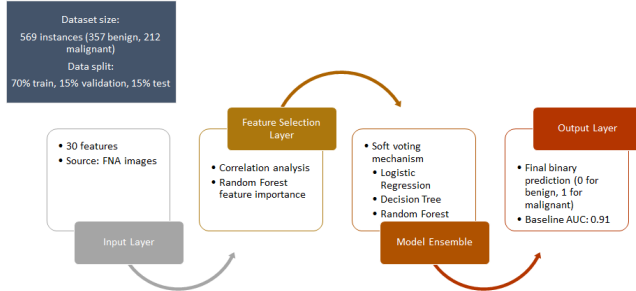 Dataset size:
569 instances (357 benign, 212
malignant)
Data split:
70% train, 15% validation, 15% test
• 30 features
• Source: FNA images
Input Layer
Feature Selection
Layer
• Correlation analysis
• Random Forest
feature importance
• Soft voting
mechanism
• Logistic
Regression
• Decision Tree
• Random Forest
Model Ensemble
Output Layer
• Final binary
prediction (0 for
benign, 1 for
malignant)
• Baseline AUC: 0.91